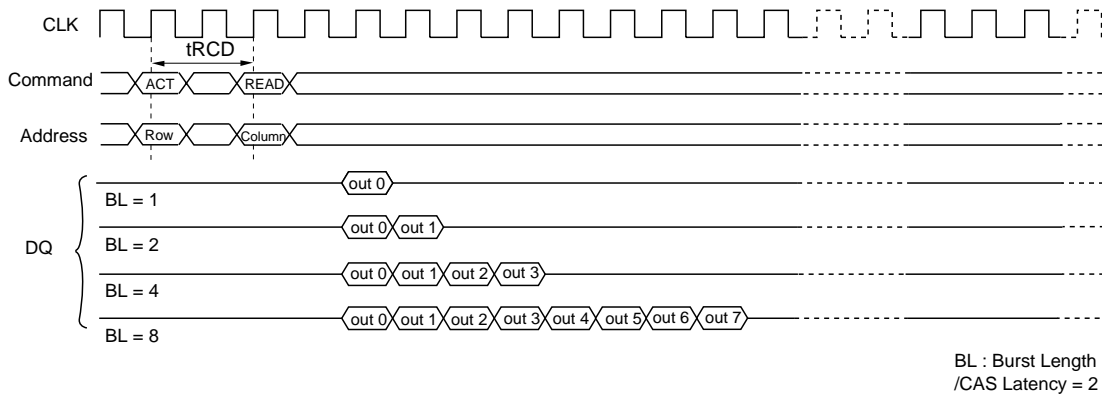 CLK
tRCD
Command ACT READ
Address Row Column
out 0
BL = 1
out 0 out 1
DQ
BL = 2
out 0 out 1 out 2 out 3
BL = 4
out 0 out 1 out 2 out 3 out 4 out 5 out 6 out 7
BL = 8
BL : Burst Length
/CAS Latency = 2